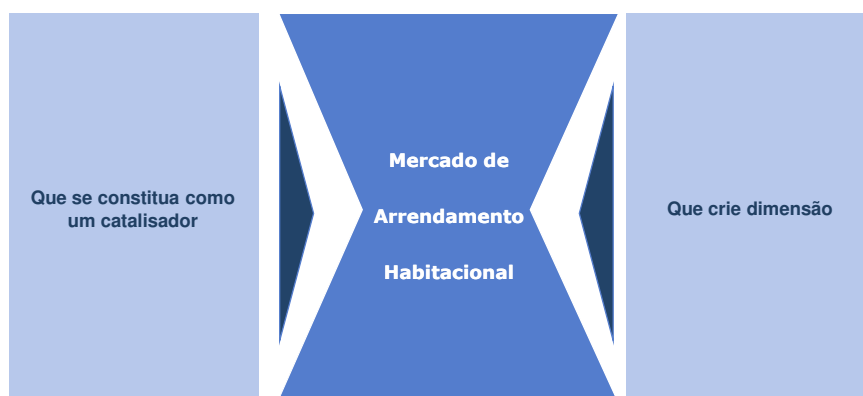 Que se constitua como
um catalisador
Mercado de
Arrendamento
Habitacional
Que crie dimensão